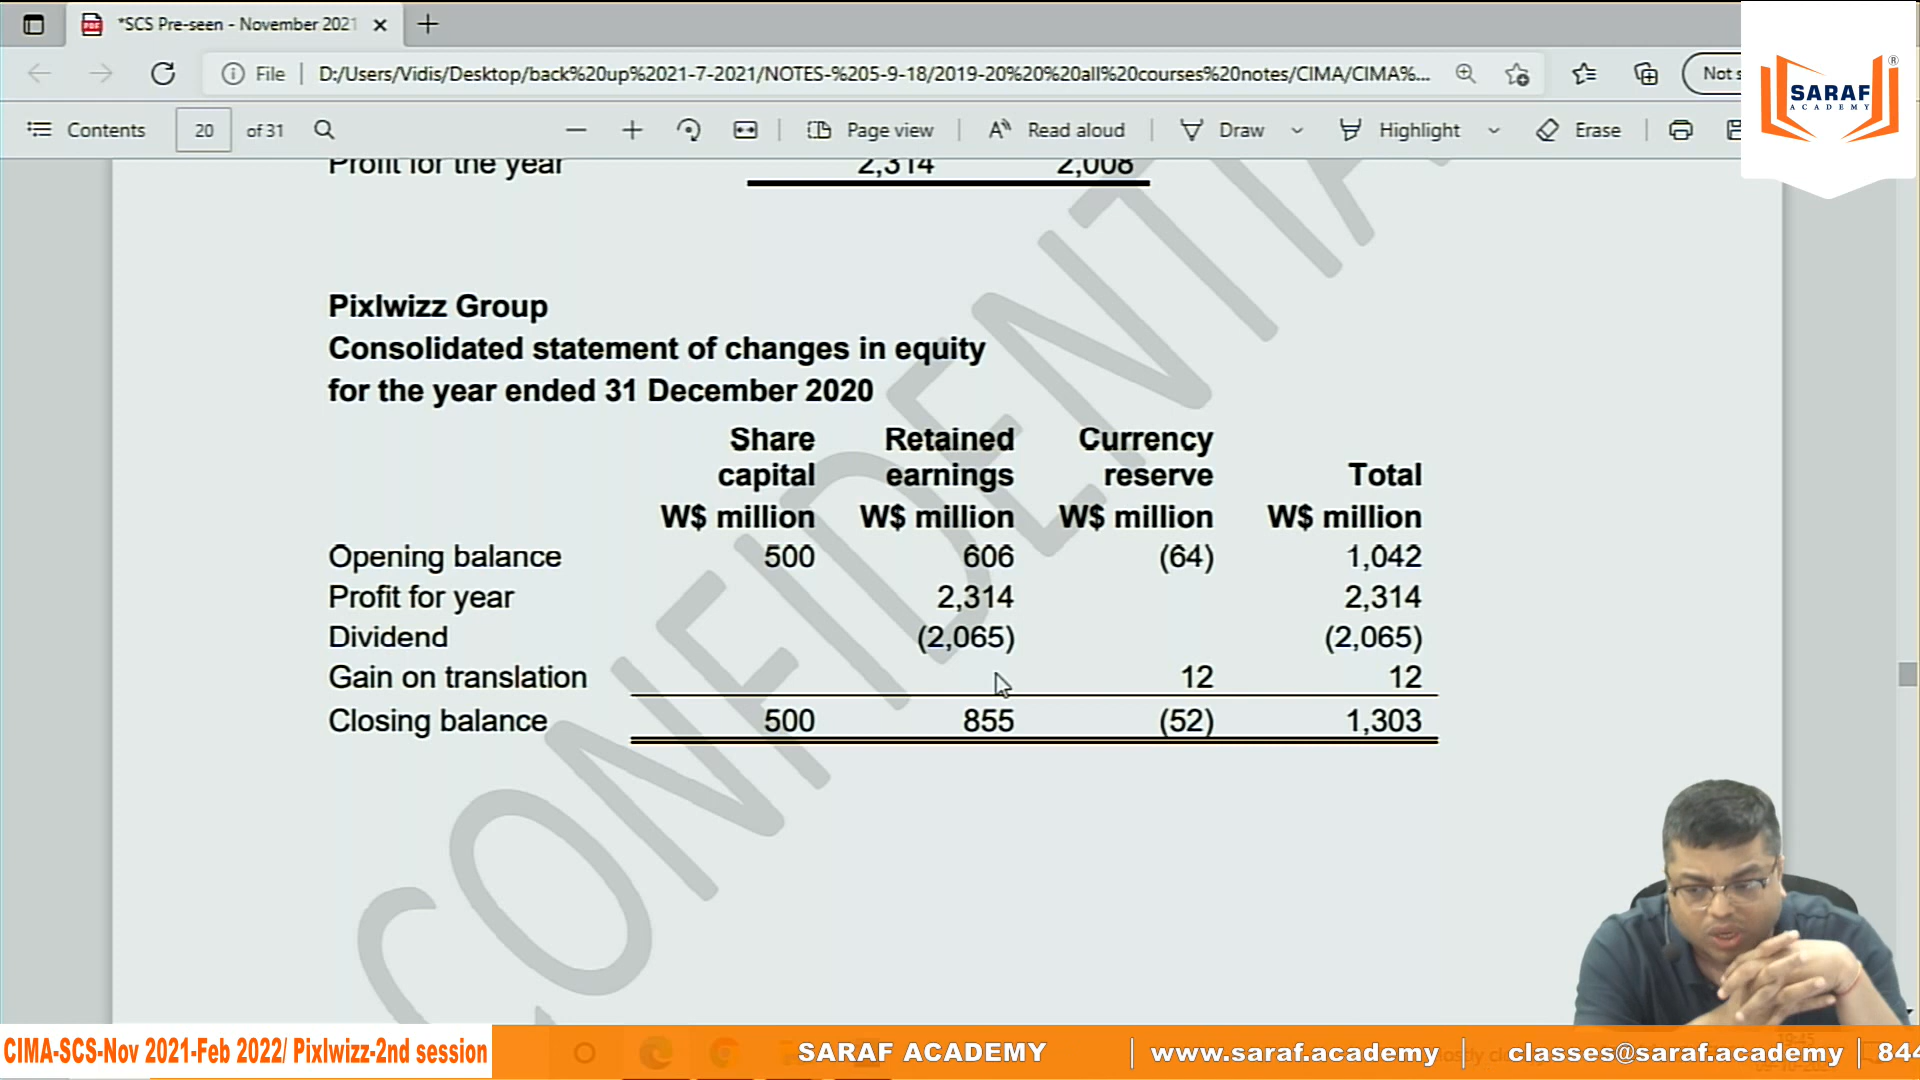 *SCS Pre-seen - November 2021
File D:/Users/Vidis/Desktop/back%20up%2021-7-2021/NOTES-%205-9-18/2019-20%20%20all%20courses%20notes/CIMA/CIMA%... Not s
SARAF
ACADEMY
®
Contents 20 of 31 Page view Read aloud Draw Highlight Erase
Profit for the year 2,314 2,008
Pixlwizz Group
Consolidated statement of changes in equity
for the year ended 31 December 2020
Share Retained Currency
capital earnings reserve Total
W$ million W$ million W$ million W$ million
Opening balance 500 606 (64) 1,042
Profit for year 2,314 2,314
Dividend (2,065) (2,065)
Gain on translation 12 12
Closing balance 500 855 (52) 1,303
CONFIDENTIA
CIMA-SCS-Nov 2021-Feb 2022/ Pixlwizz-2nd session SARAF ACADEMY | www.saraf.academy | classes@saraf.academy | 844